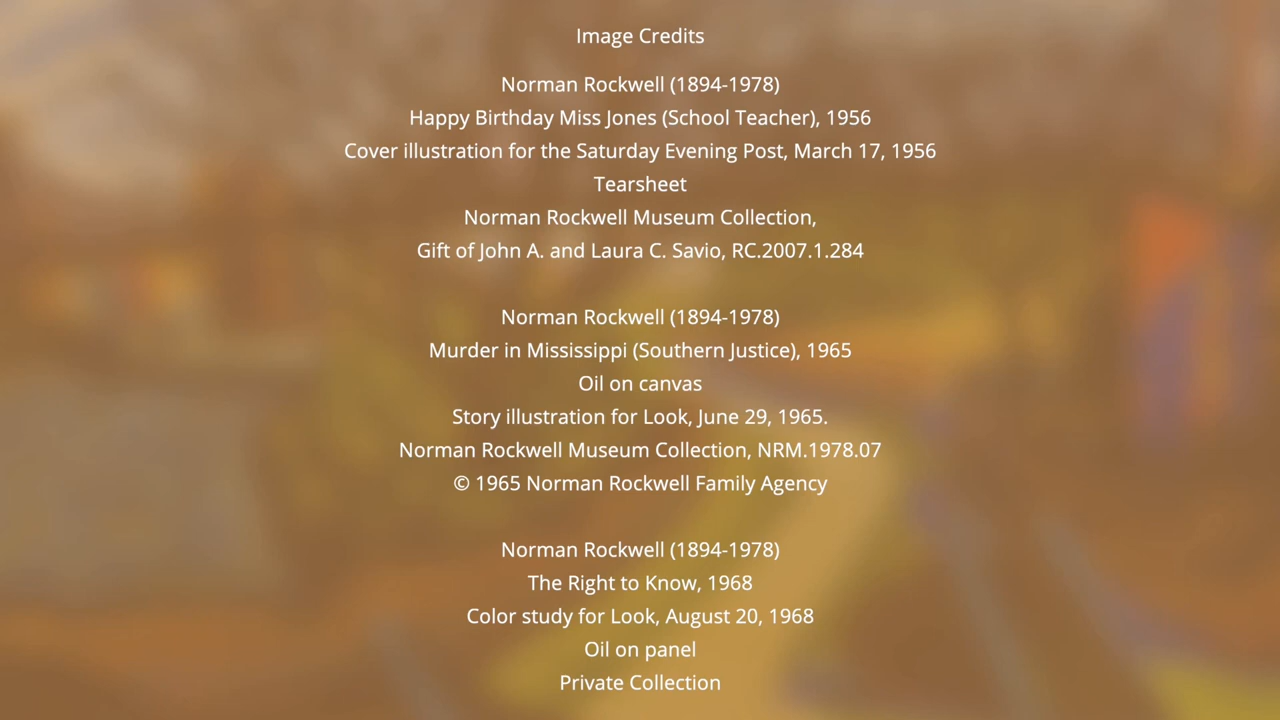 Image Credits
Norman Rockwell (1894-1978)
Happy Birthday Miss Jones (School Teacher), 1956
Cover illustration for the Saturday Evening Post, March 17, 1956
Tearsheet
Norman Rockwell Museum Collection,
Gift of John A. and Laura C. Savio, RC.2007.1.284
Norman Rockwell (1894-1978)
Murder in Mississippi (Southern Justice), 1965
Oil on canvas
Story illustration for Look, June 29, 1965.
Norman Rockwell Museum Collection, NRM.1978.07
© 1965 Norman Rockwell Family Agency
Norman Rockwell (1894-1978)
The Right to Know, 1968
Color study for Look, August 20, 1968
Oil on panel
Private Collection